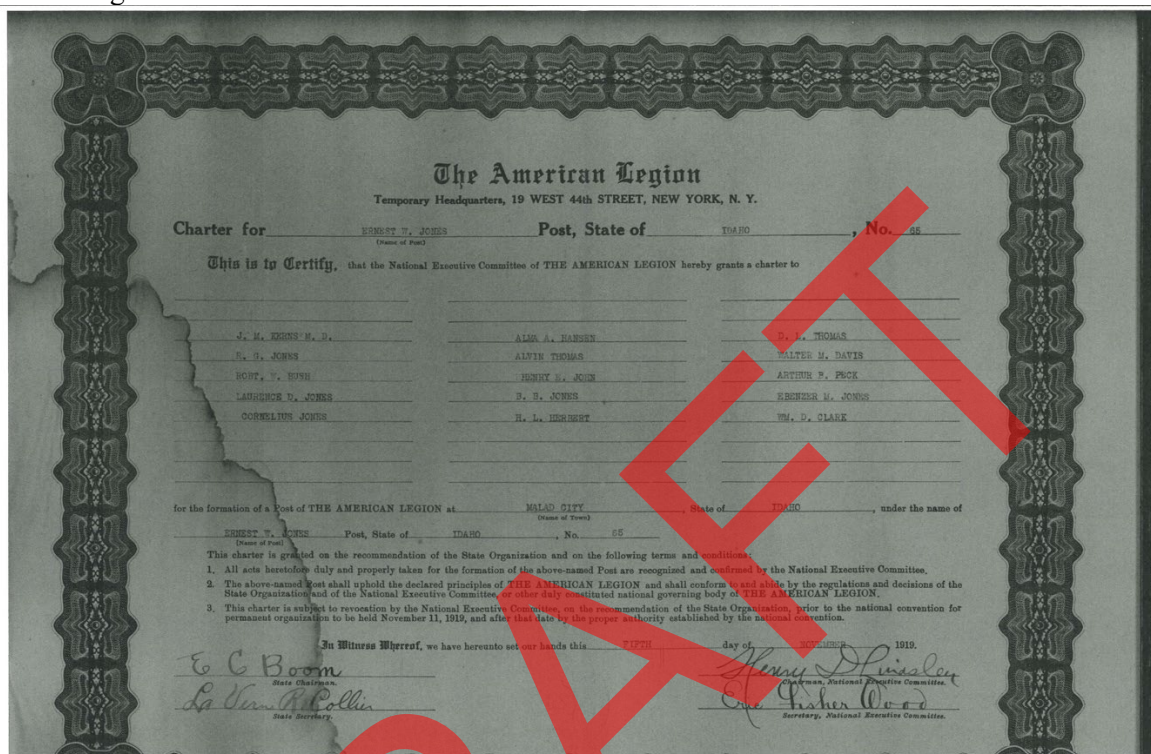 The American Legion
Temporary Headquarters, 19 WEST 44th STREET, NEW YORK, N. Y.
Charter for ERNEST W. JONES Post, State of IDAHO, No. 65
(Name of Post)
This is to Certify, that the National Executive Committee of THE AMERICAN LEGION hereby grants a charter to
J. M. KERNS M. D. ALMA A. HANSEN D. L. THOMAS
R. G. JONES ALVIN THOMAS WALTER M. DAVIS
ROBT. W. BUSH HENRY E. JOHN ARTHUR B. PECK
LAURENCE D. JONES B. H. JONES EBENZER M. JONES
CORNELIUS JONES H. L. HERBERT WM. D. CLARK
for the formation of a Post of THE AMERICAN LEGION at MALAD CITY, State of IDAHO, under the name of
(Name of Town)
ERNEST W. JONES Post, State of IDAHO, No. 65
(Name of Post)
This charter is granted on the recommendation of the State Organization and on the following terms and conditions:
1. All acts heretofore duly and properly taken for the formation of the above-named Post are recognized and confirmed by the National Executive Committee.
2. The above-named Post shall uphold the declared principles of THE AMERICAN LEGION and shall conform to and abide by the regulations and decisions of the
State Organization and of the National Executive Committee, or other duly constituted national governing body of THE AMERICAN LEGION.
3. This charter is subject to revocation by the National Executive Committee, on the recommendation of the State Organization, prior to the national convention for
permanent organization to be held November 11, 1919, and after that date by the proper authority established by the national convention.
In Witness Whereof, we have hereunto set our hands this FIFTH day of NOVEMBER 1919.
E C Boom Henry D Linsley
State Chairman. Chairman, National Executive Committee.
La Vern R Collier Eric Fisher Wood
State Secretary. Secretary, National Executive Committee.